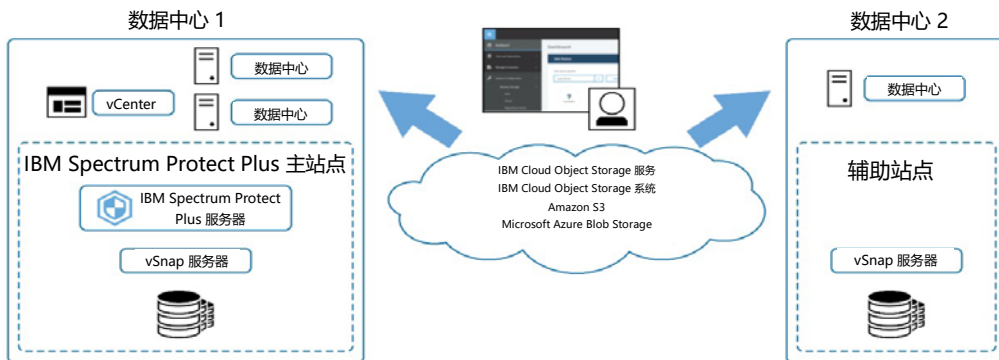 数据中心 1
数据中心
vCenter
数据中心
IBM Spectrum Protect Plus 主站点
IBM Spectrum Protect
Plus 服务器
vSnap 服务器
IBM Cloud Object Storage 服务
IBM Cloud Object Storage 系统
Amazon S3
Microsoft Azure Blob Storage
数据中心 2
数据中心
辅助站点
vSnap 服务器